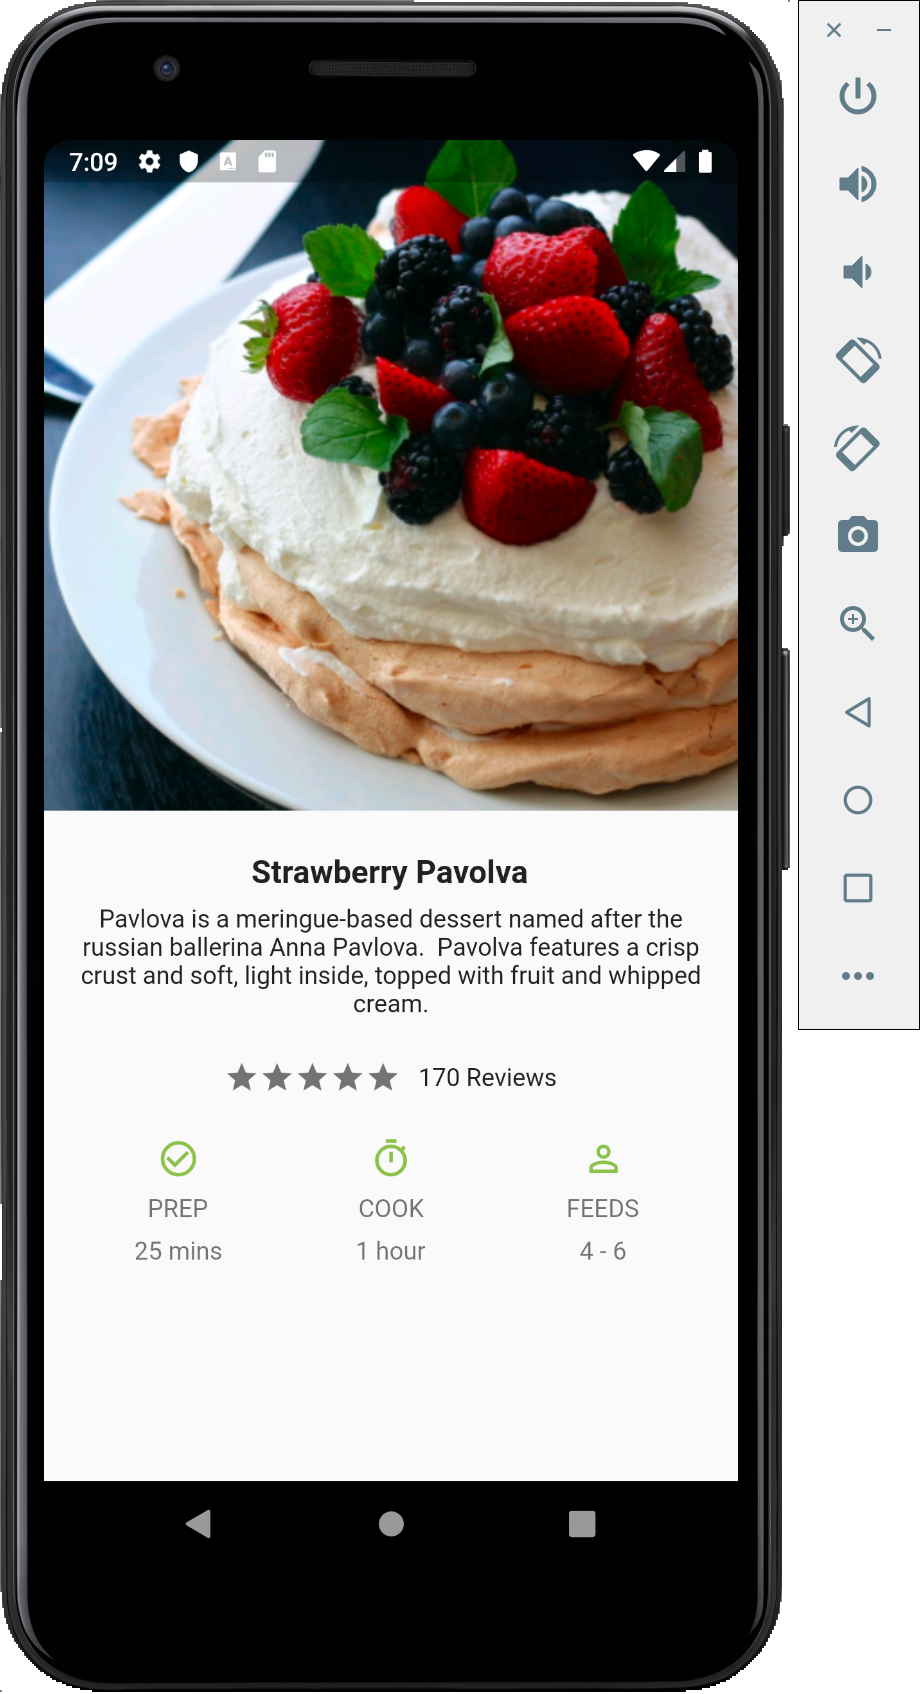 7:09
A
Strawberry Pavolva
Pavlova is a meringue-based dessert named after the
russian ballerina Anna Pavlova.  Pavolva features a crisp
crust and soft, light inside, topped with fruit and whipped
cream.
170 Reviews
PREP COOK FEEDS
25 mins 1 hour 4 - 6